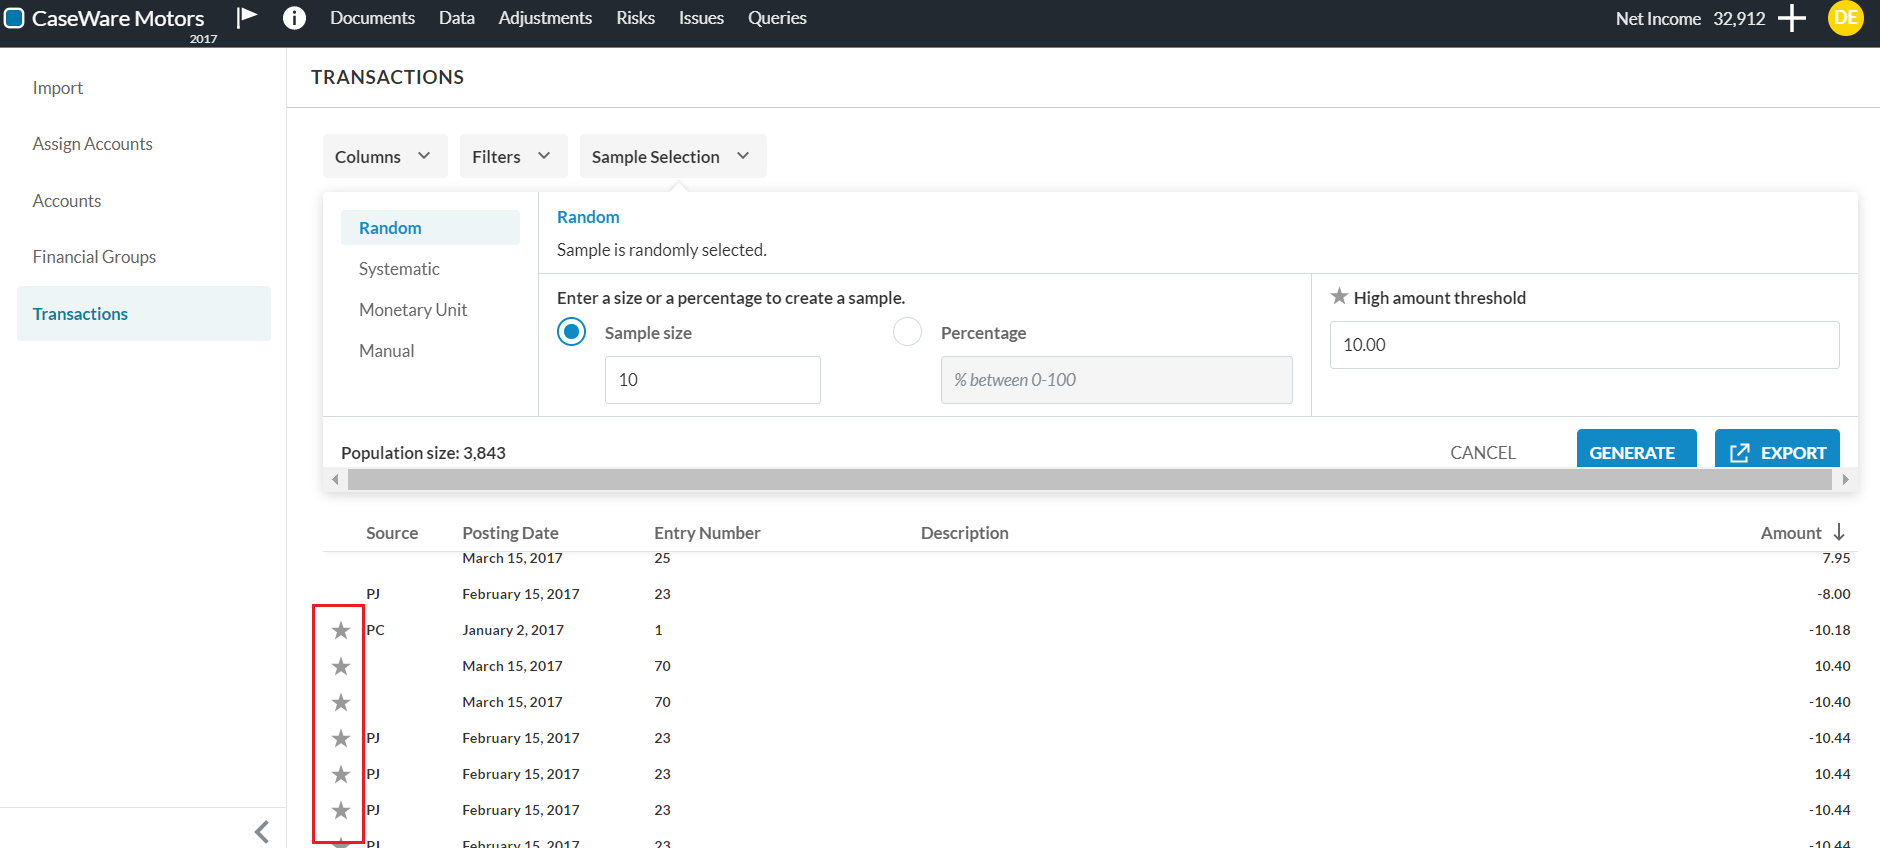 CaseWare Motors Documents Data Adjustments Risks Issues Queries Net Income 32,912 DE
2017
Import
Assign Accounts
Accounts
Financial Groups
Transactions
TRANSACTIONS
Columns Filters Sample Selection
Random
Systematic
Monetary Unit
Manual
Random
Sample is randomly selected.
Enter a size or a percentage to create a sample.
Sample size Percentage
10 % between 0-100
High amount threshold
10.00
Population size: 3,843 CANCEL GENERATE EXPORT
Source Posting Date Entry Number Description Amount
March 15, 2017 25 7.95
PJ February 15, 2017 23 -8.00
PC January 2, 2017 1 -10.18
March 15, 2017 70 10.40
March 15, 2017 70 -10.40
PJ February 15, 2017 23 -10.44
PJ February 15, 2017 23 10.44
PJ February 15, 2017 23 -10.44
PJ February 15, 2017 23 -10.44